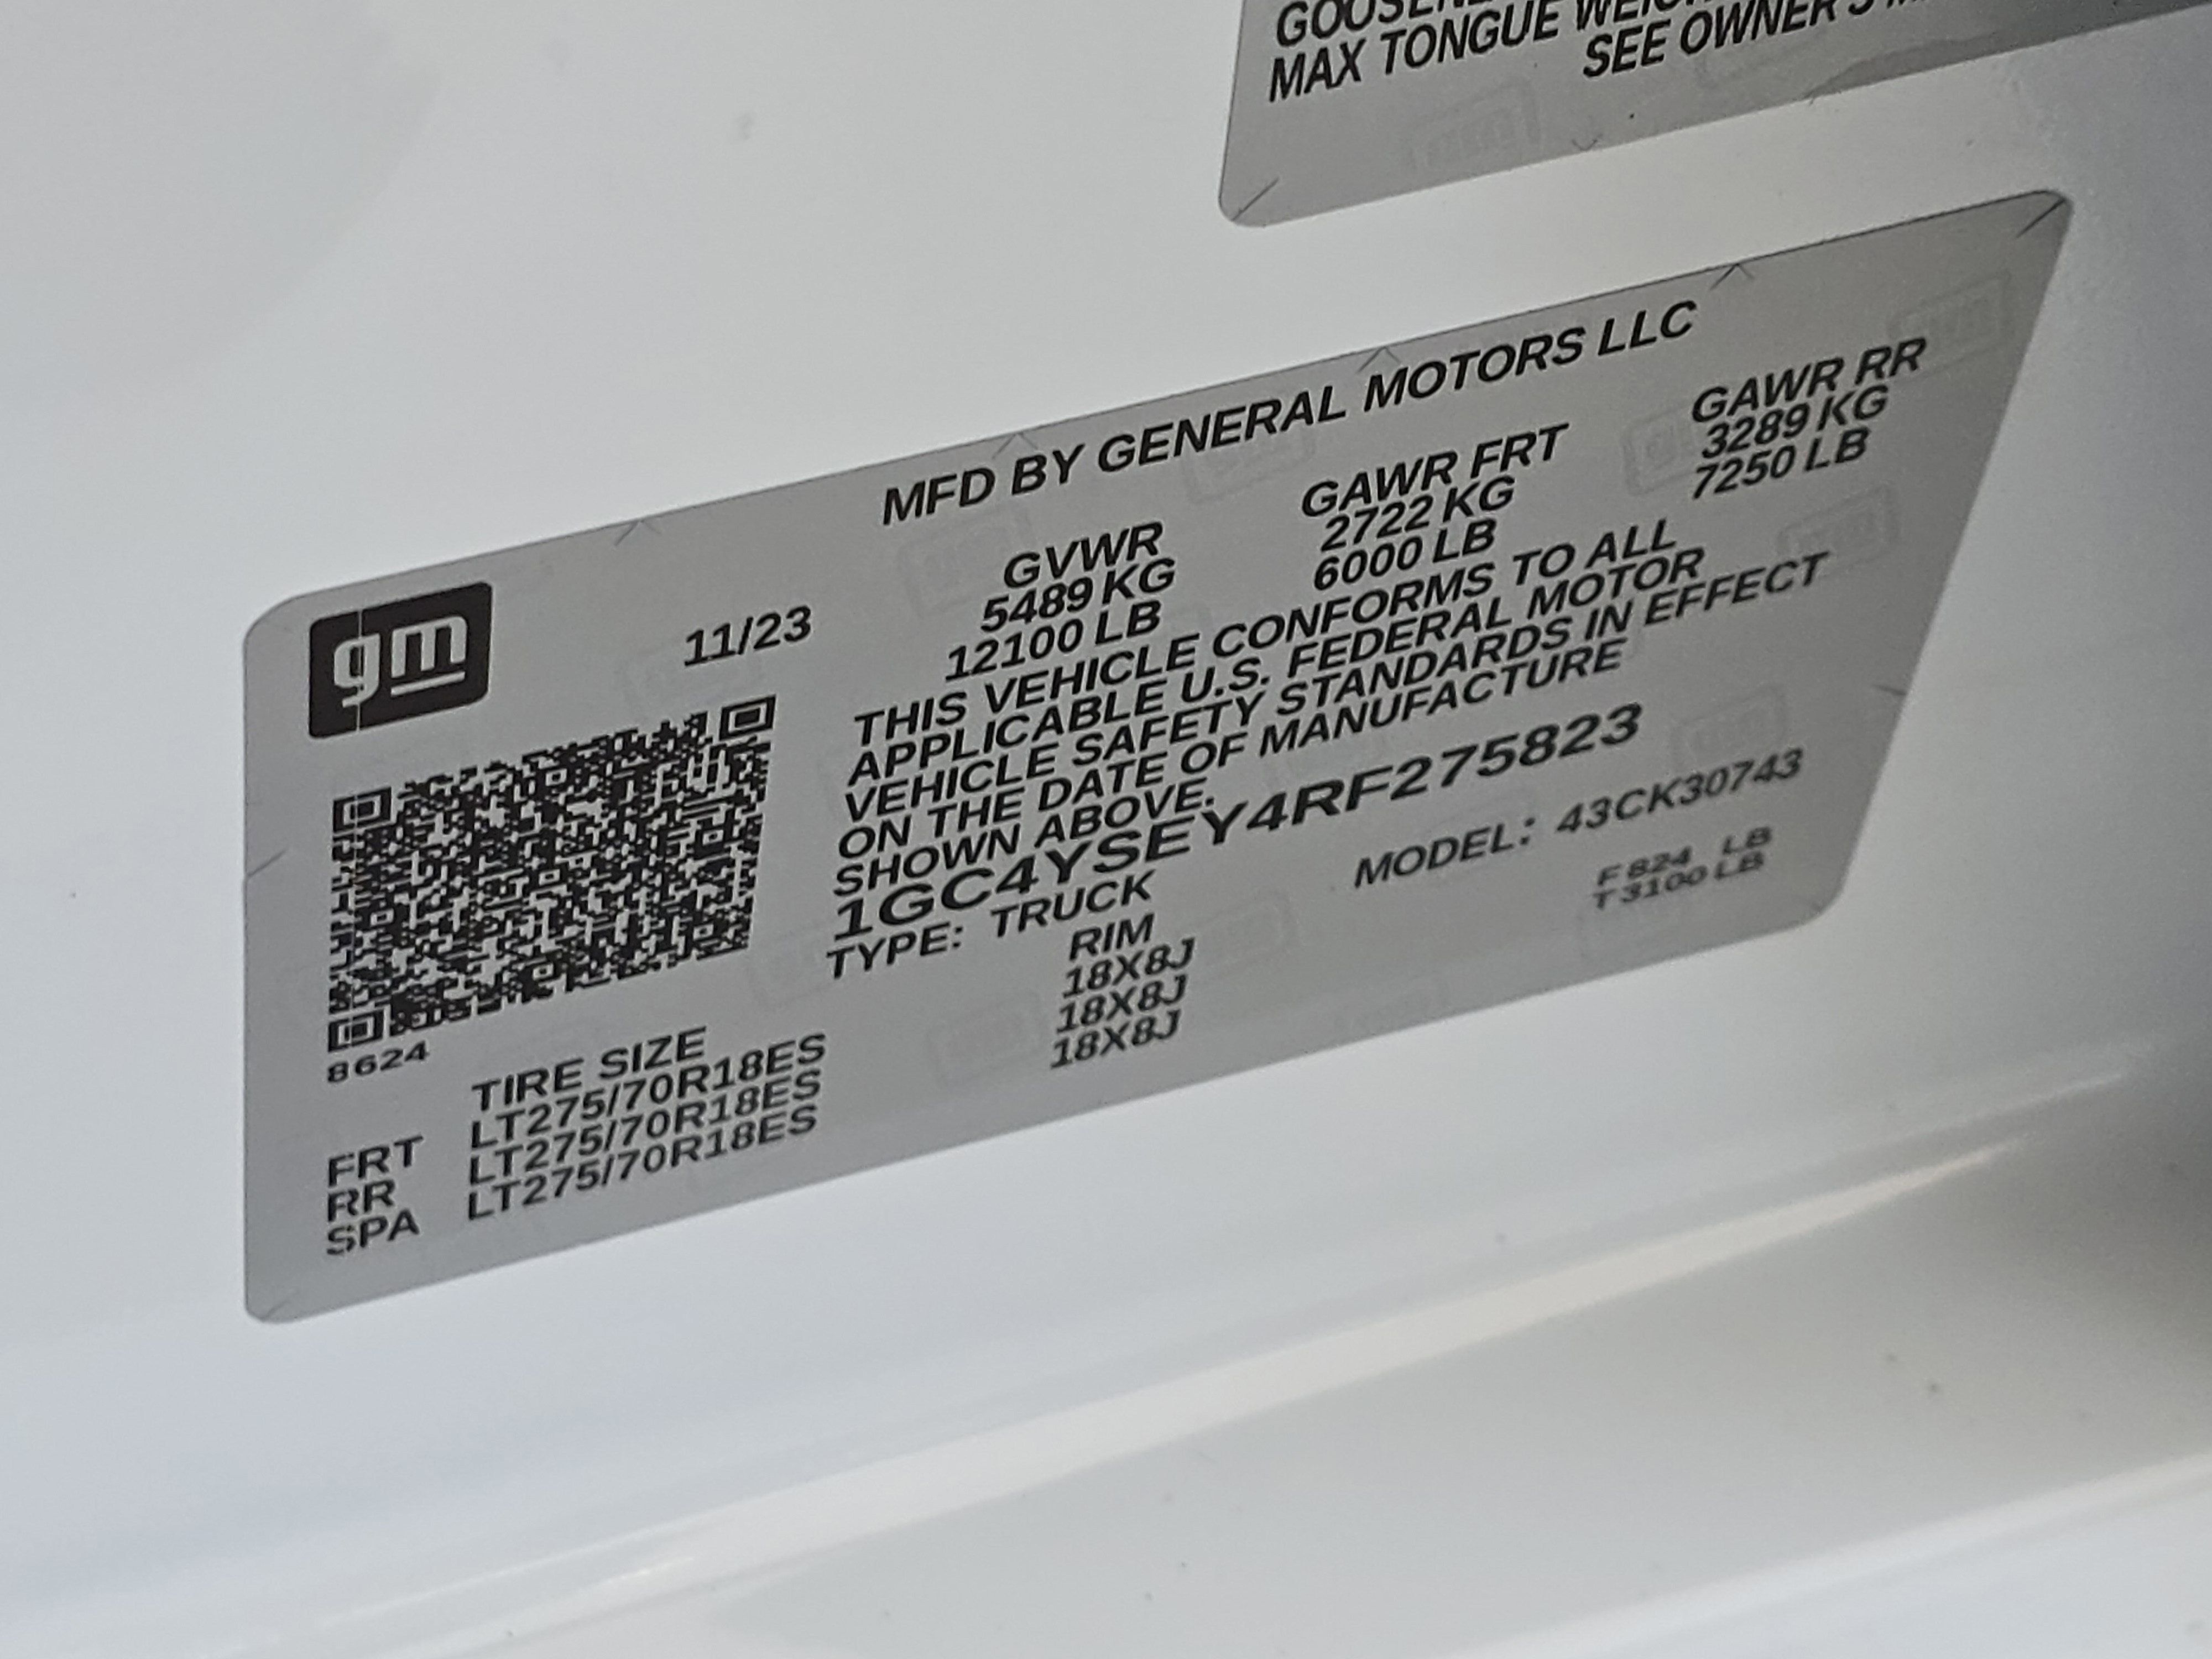 MAX TONGUE
SEE OWNER'S
MFD BY GENERAL MOTORS LLC
gm
11/23
GVWR GAWR FRT GAWR RR
5489 KG 2722 KG 3289 KG
12100 LB 6000 LB 7250 LB
THIS VEHICLE CONFORMS TO ALL
APPLICABLE U.S. FEDERAL MOTOR
VEHICLE SAFETY STANDARDS IN EFFECT
ON THE DATE OF MANUFACTURE
SHOWN ABOVE.
1GC4YSEY4RF275823
TYPE: TRUCK MODEL: 43CK30743
F 824 LB
T 3100 LB
8624
TIRE SIZE RIM
FRT LT275/70R18ES 18X8J
RR LT275/70R18ES 18X8J
SPA LT275/70R18ES 18X8J